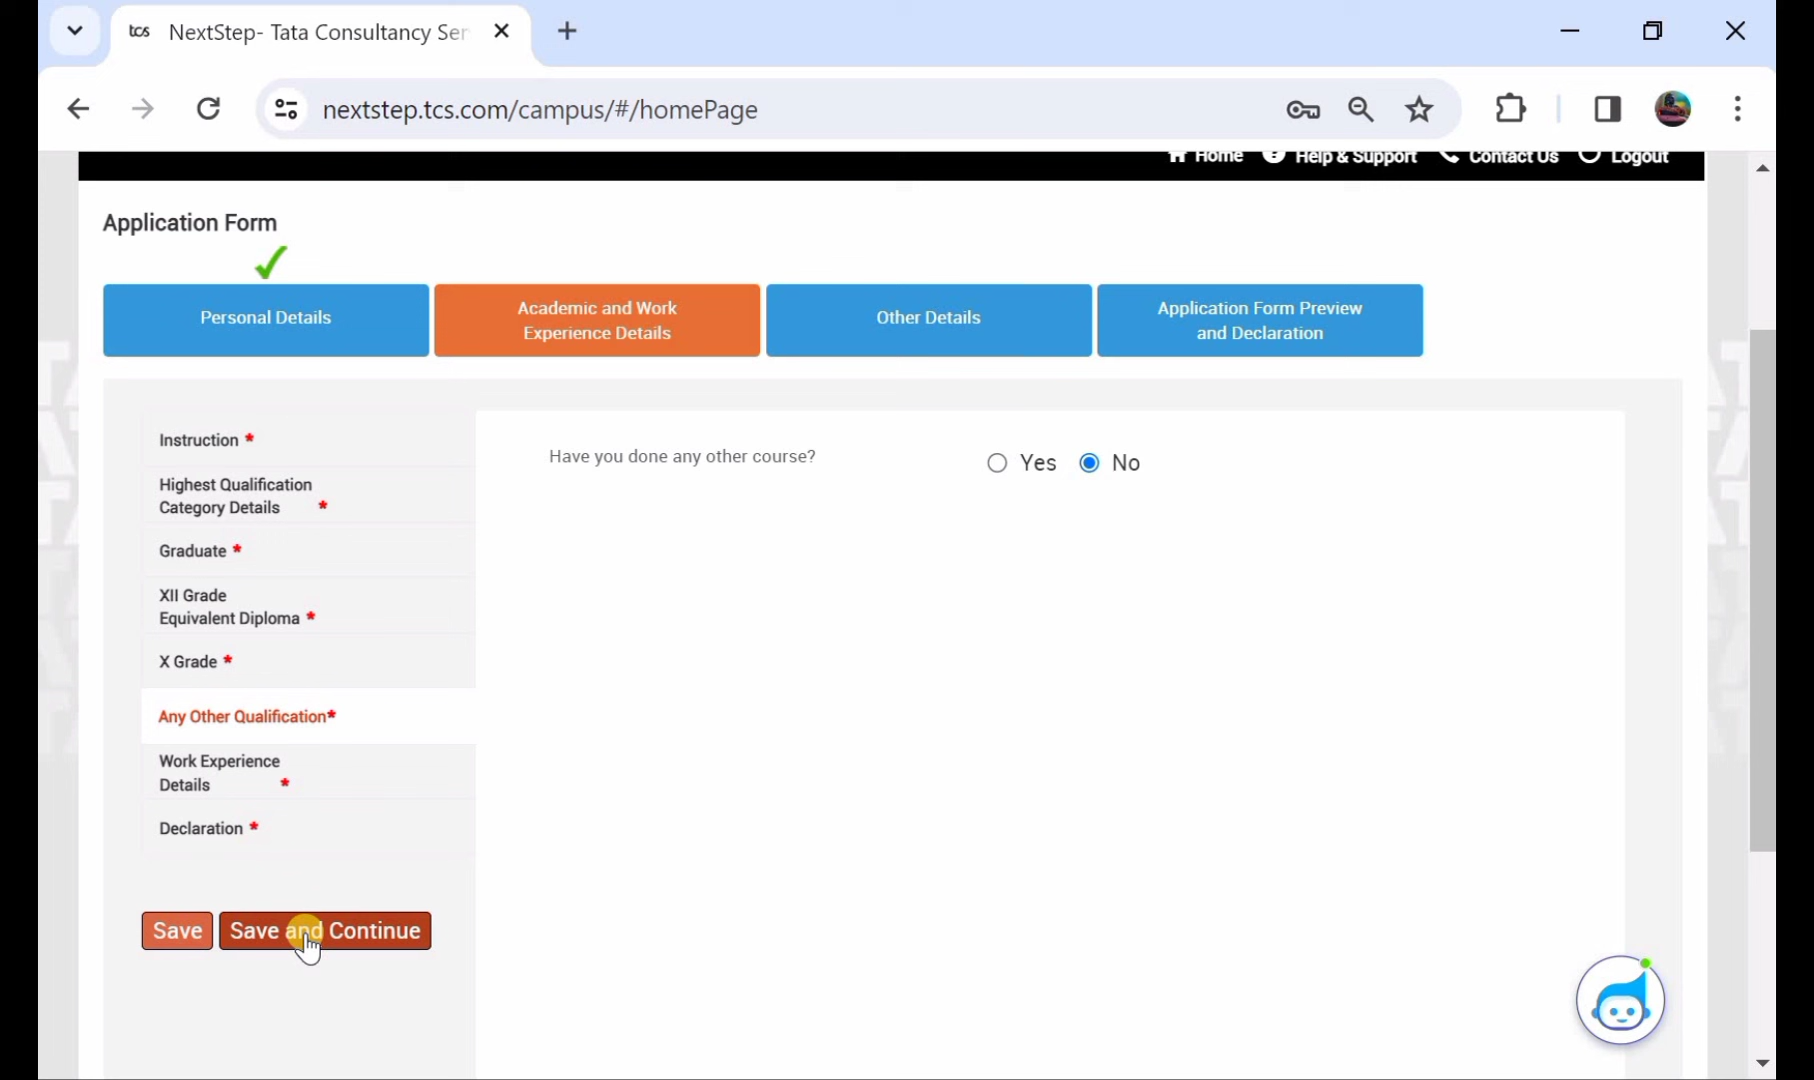 tcs NextStep- Tata Consultancy Ser
nextstep.tcs.com/campus/#/homePage
Home Help & Support Contact Us Logout
Application Form
Personal Details
Academic and Work
Experience Details
Other Details
Application Form Preview
and Declaration
Instruction *
Highest Qualification
Category Details *
Graduate *
XII Grade
Equivalent Diploma *
X Grade *
Any Other Qualification*
Work Experience
Details *
Declaration *
Have you done any other course?
Yes No
Save Save and Continue